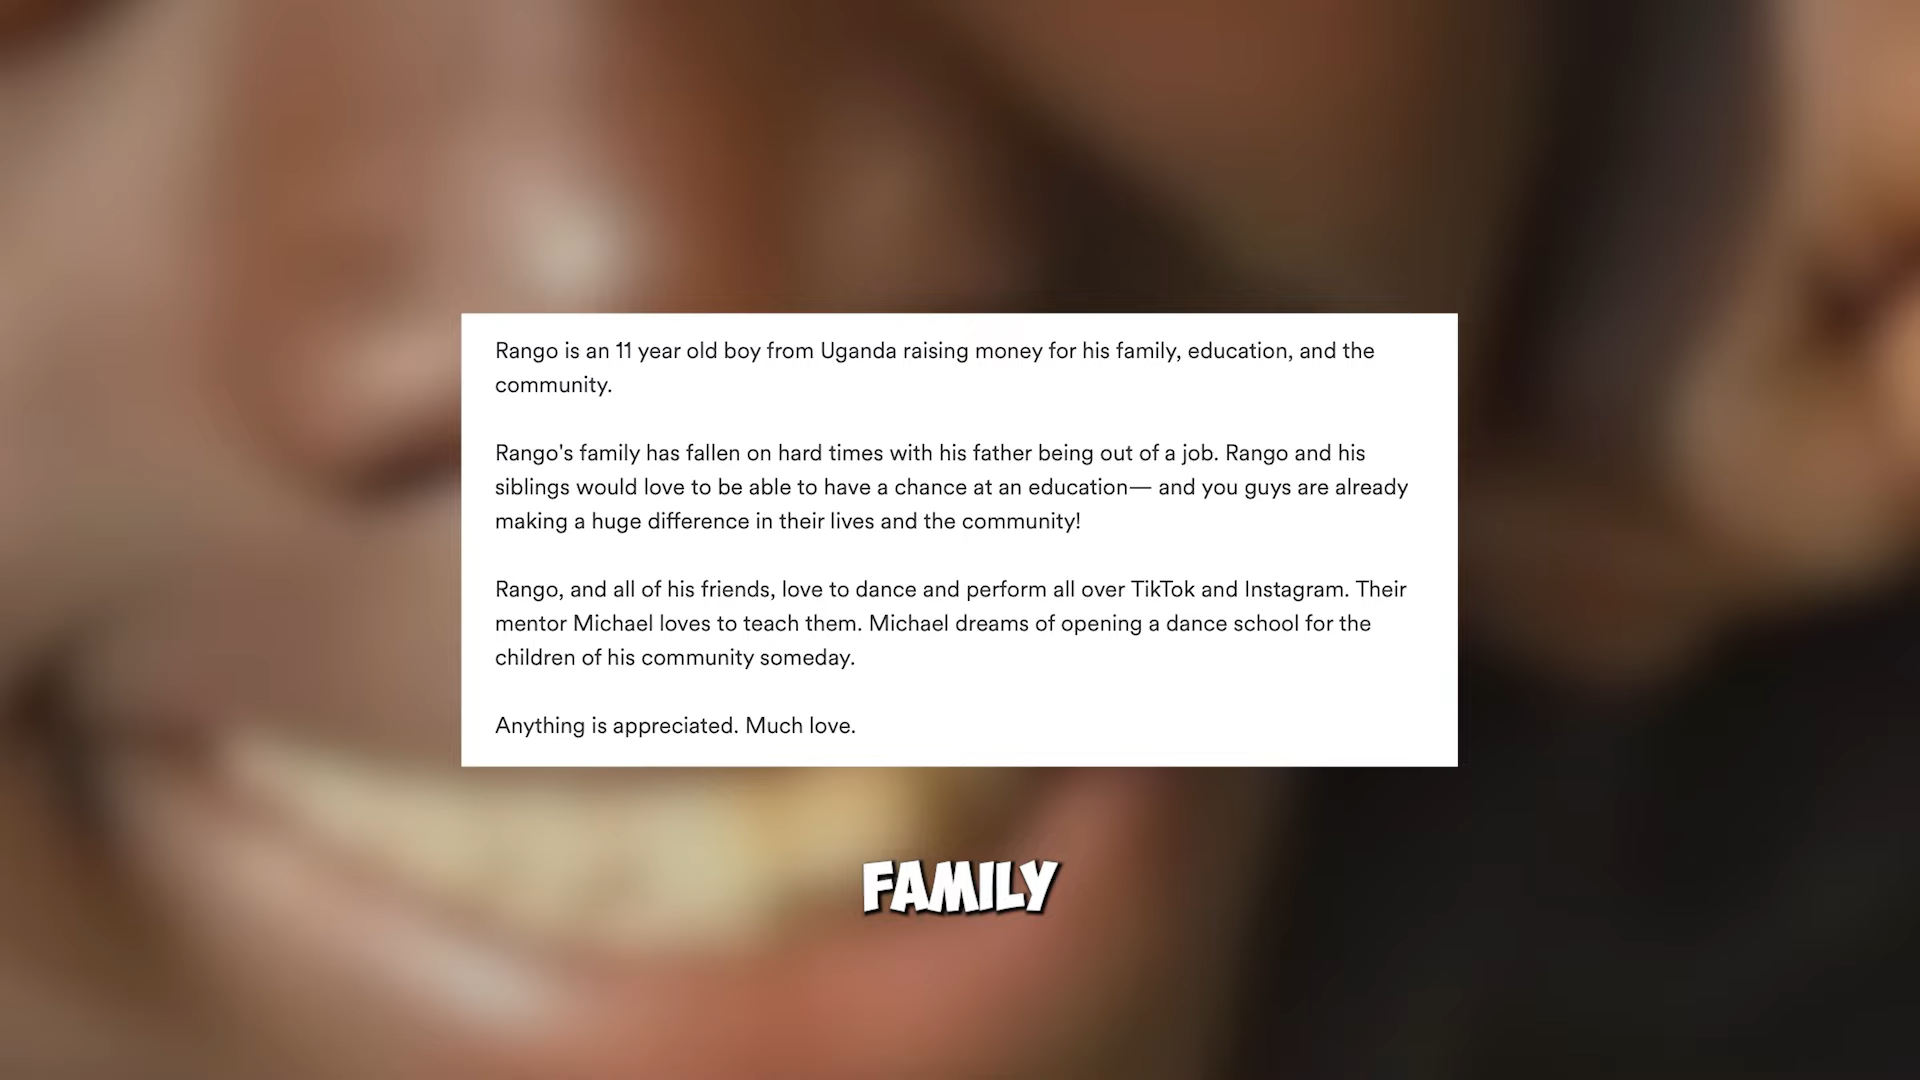 Rango is an 11 year old boy from Uganda raising money for his family, education, and the
community.
Rango's family has fallen on hard times with his father being out of a job. Rango and his
siblings would love to be able to have a chance at an education— and you guys are already
making a huge difference in their lives and the community!
Rango, and all of his friends, love to dance and perform all over TikTok and Instagram. Their
mentor Michael loves to teach them. Michael dreams of opening a dance school for the
children of his community someday.
Anything is appreciated. Much love.
FAMILY